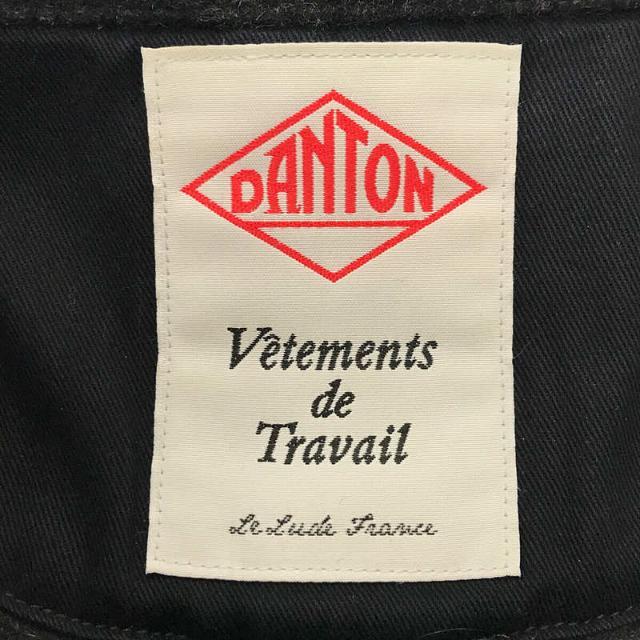 DANTON
Vêtements
de
Travail
Le Lude France